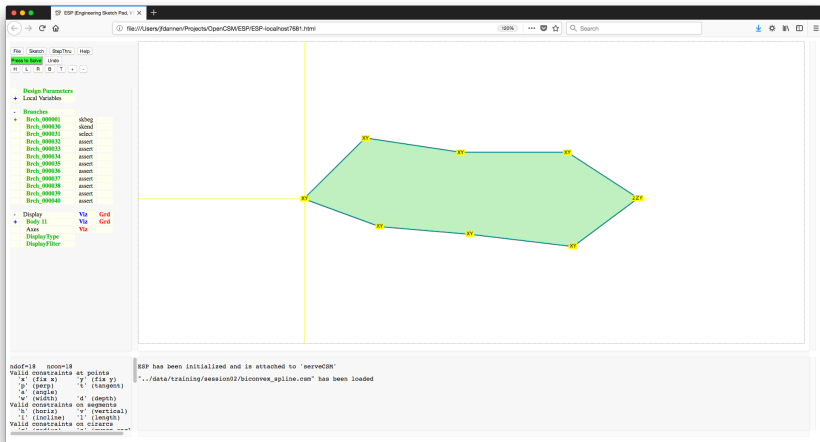 ESP (Engineering Sketch Pad,
file:///Users/jfdannen/Projects/OpenCSM/ESP/ESP-localhost7681.html
120%
Search
File Sketch StepThru Help
Press to Solve Undo
H L R B T + -
Design Parameters
+ Local Variables
- Branches
+ Brch_000001 skbeg
Brch_000030 skend
Brch_000031 select
Brch_000032 assert
Brch_000033 assert
Brch_000034 assert
Brch_000035 assert
Brch_000036 assert
Brch_000037 assert
Brch_000038 assert
Brch_000039 assert
Brch_000040 assert
- Display Viz Grd
+ Body 11 Viz Grd
Axes Viz
DisplayType
DisplayFilter
XY
XY
XY
XY
XY
XY
XY
XY
ndof=18 ncon=18
Valid constraints at points
'x' (fix x) 'y' (fix y)
'p' (perp) 't' (tangent)
'a' (angle)
'w' (width) 'd' (depth)
Valid constraints on segments
'h' (horiz) 'v' (vertical)
'i' (incline) 'l' (length)
Valid constraints on cirarcs
ESP has been initialized and is attached to 'serveCSM'
"../data/training/session02/biconvex_spline.csm" has been loaded